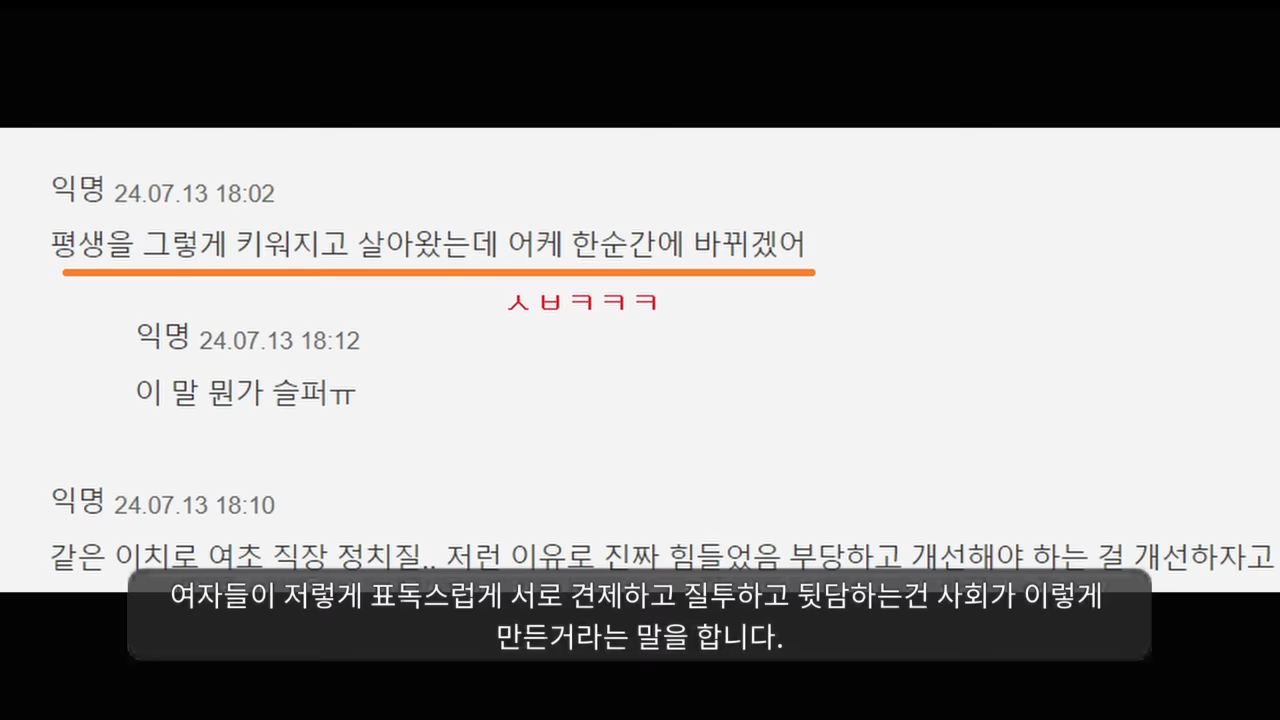 익명 24.07.13 18:02
평생을 그렇게 키워지고 살아왔는데 어케 한순간에 바뀌겠어
ㅅㅂㅋㅋㅋ
익명 24.07.13 18:12
이 말 뭔가 슬퍼ㅠ
익명 24.07.13 18:10
같은 이치로 여초 직장 정치질.. 저런 이유로 진짜 힘들었음 부당하고 개선해야 하는 걸 개선하자고
여자들이 저렇게 표독스럽게 서로 견제하고 질투하고 뒷담하는건 사회가 이렇게
만든거라는 말을 합니다.